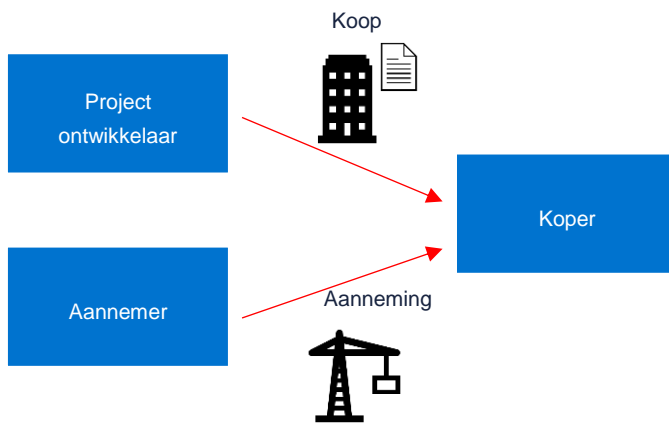 Koop
Project
ontwikkelaar
Koper
Aanneming
Aannemer